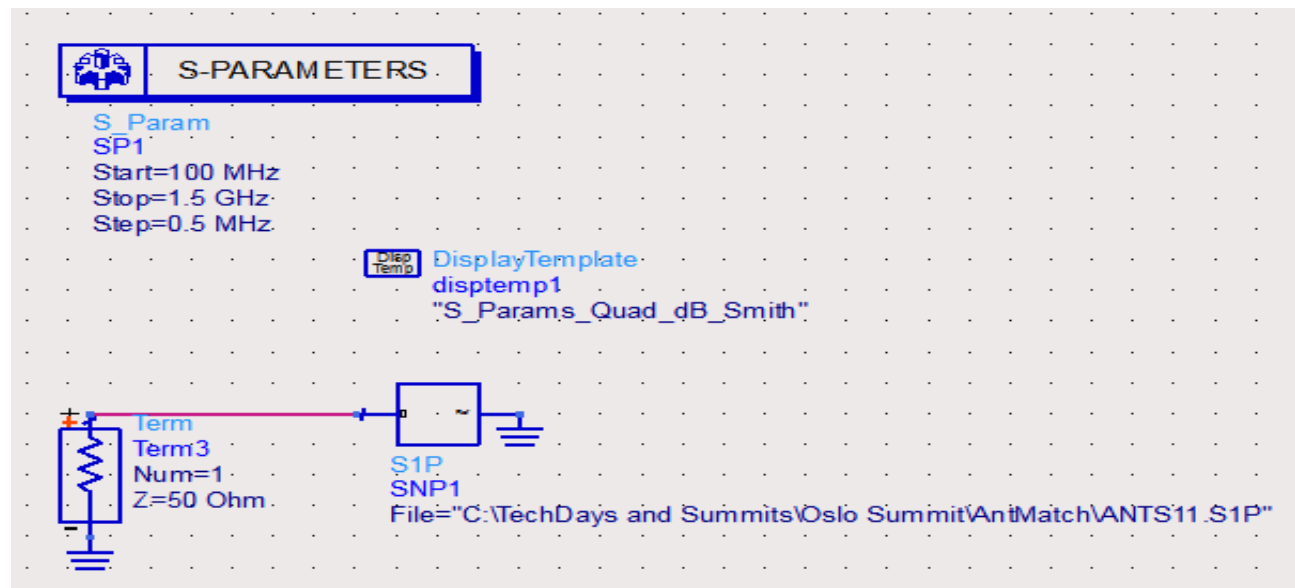 S-PARAMETERS
S_Param
SP1
Start=100 MHz
Stop=1.5 GHz
Step=0.5 MHz
Disp
Temp
DisplayTemplate
disptemp1
"S_Params_Quad_dB_Smith"
+
Term
Term3
Num=1
Z=50 Ohm
-
~
S1P
SNP1
File="C:\TechDays and Summits\Oslo Summit\AntMatch\ANTS11.S1P"